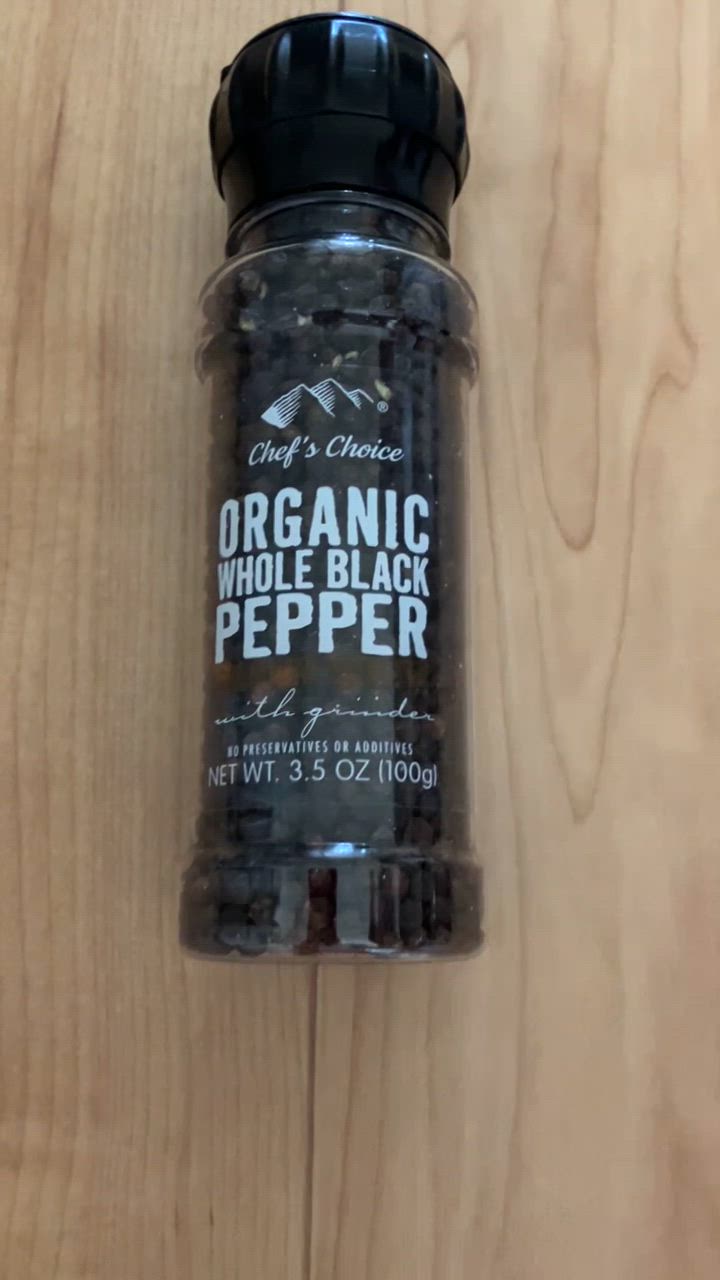 ®
Chef's Choice
ORGANIC
WHOLE BLACK
PEPPER
with grinder
NO PRESERVATIVES OR ADDITIVES
NET WT. 3.5 OZ (100g)